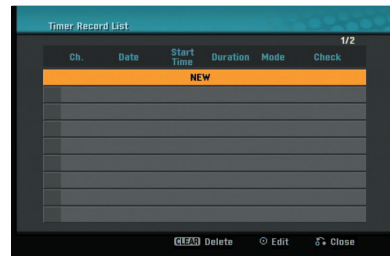 Timer Record List
1/2
Ch. Date Start Time Duration Mode Check
NEW
CLEAR Delete ⊙ Edit Close